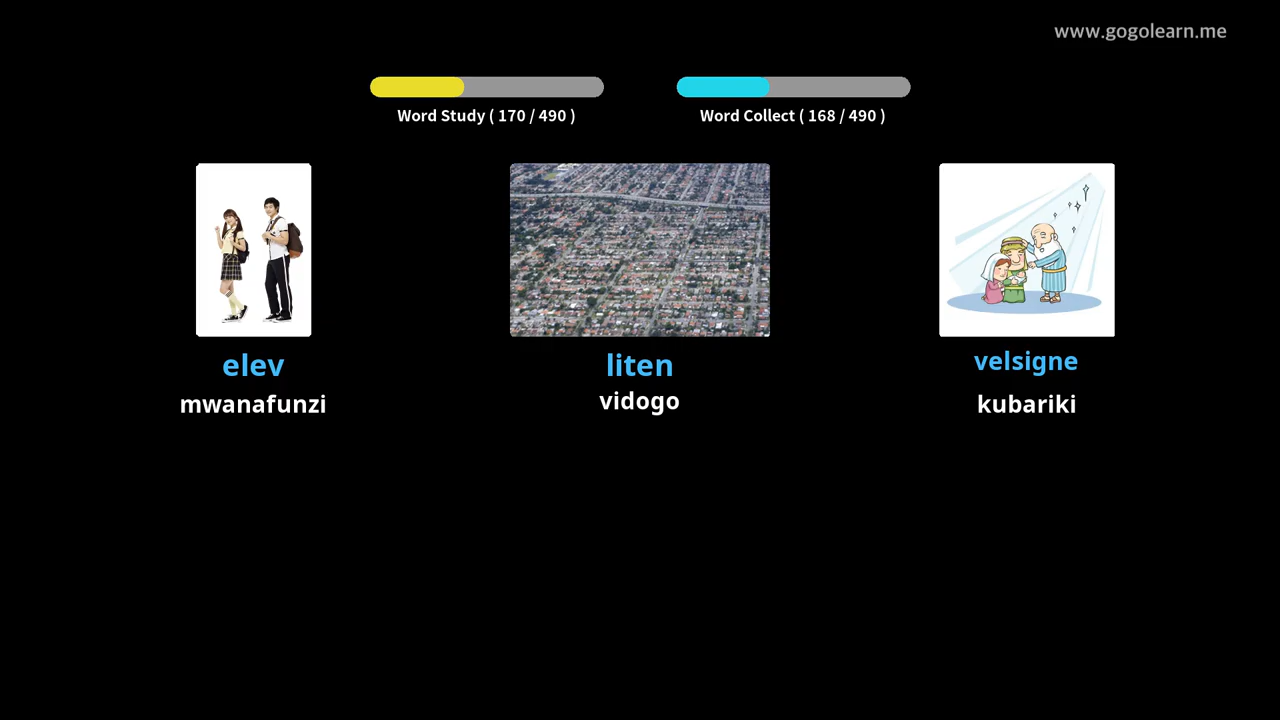 www.gogolearn.me
Word Study ( 170 / 490 )
Word Collect ( 168 / 490 )
elev
mwanafunzi
liten
vidogo
velsigne
kubariki